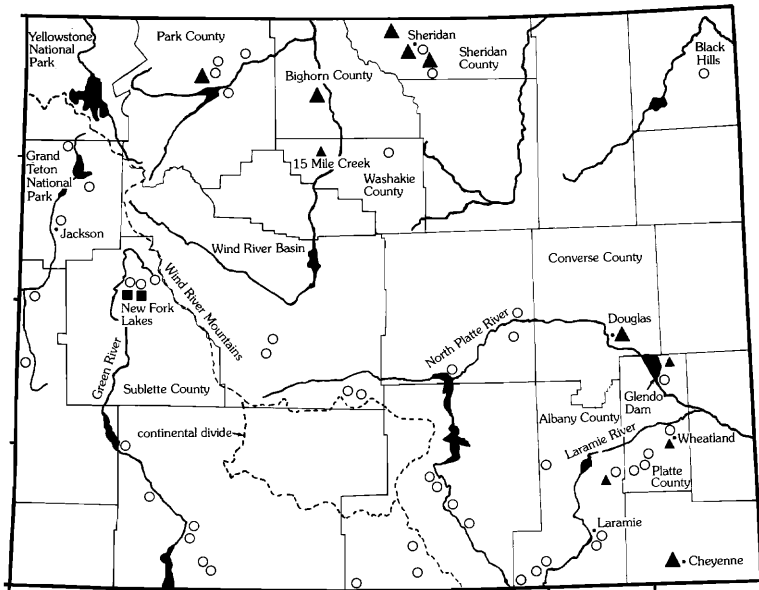 Yellowstone
National
Park
Park County
Sheridan
Sheridan
County
Black
Hills
Bighorn County
Grand
Teton
National
Park
15 Mile Creek
Washakie
County
Jackson
Wind River Basin
Converse County
Wind River Mountains
New Fork
Lakes
North Platte River
Douglas
Green River
Sublette County
Glendo
Dam
Albany County
continental divide
Laramie River
Wheatland
Platte
County
Laramie
Cheyenne